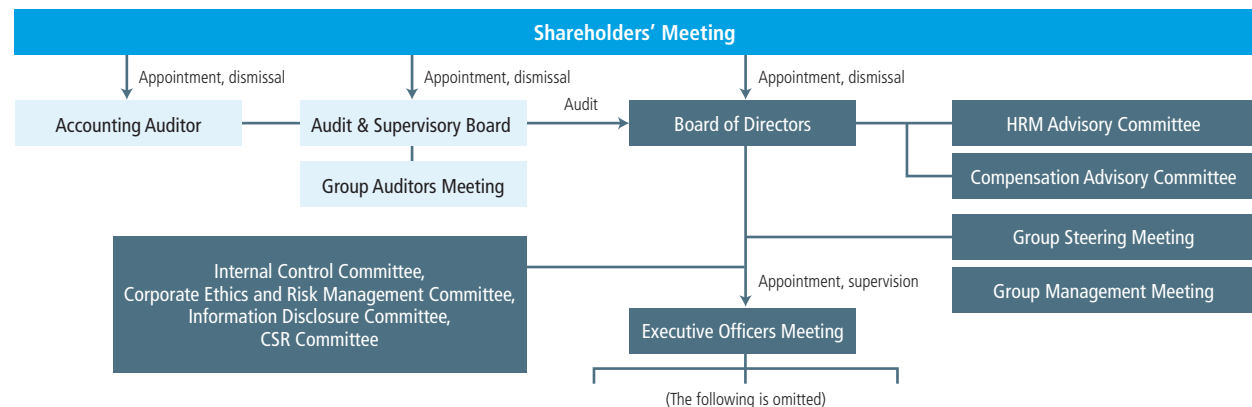 Shareholders’ Meeting
Appointment, dismissal
Appointment, dismissal
Appointment, dismissal
Accounting Auditor
Audit & Supervisory Board
Audit
Board of Directors
HRM Advisory Committee
Group Auditors Meeting
Compensation Advisory Committee
Group Steering Meeting
Internal Control Committee,
Corporate Ethics and Risk Management Committee,
Information Disclosure Committee,
CSR Committee
Appointment, supervision
Group Management Meeting
Executive Officers Meeting
(The following is omitted)